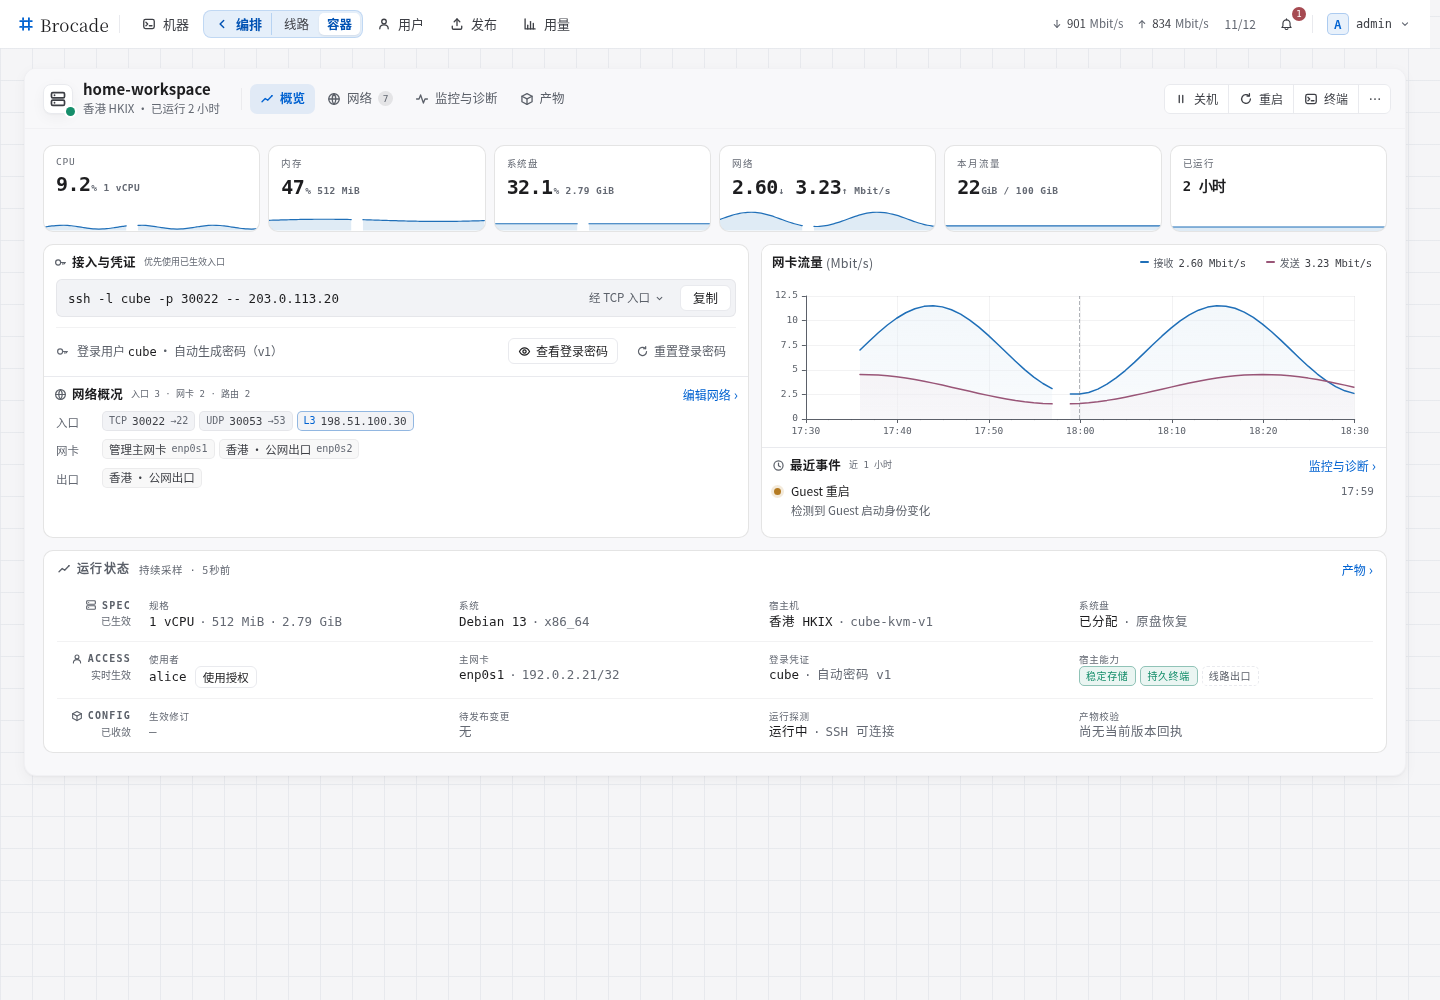 Brocade 机器 编排 线路 容器 用户 发布 用量 ↓ 901 Mbit/s ↑ 834 Mbit/s 11/12 1 A admin
home-workspace
香港 HKIX · 已运行 2 小时
概览 网络 7 监控与诊断 产物 关机 重启 终端 ···
CPU
9.2% 1 vCPU
内存
47% 512 MiB
系统盘
32.1% 2.79 GiB
网络
2.60↓ 3.23↑ Mbit/s
本月流量
22GiB / 100 GiB
已运行
2 小时
接入与凭证 优先使用已生效入口
ssh -l cube -p 30022 -- 203.0.113.20 经 TCP 入口 复制
登录用户 cube · 自动生成密码（v1） 查看登录密码 重置登录密码
网络概况 入口 3 · 网卡 2 · 路由 2 编辑网络 ›
入口 TCP 30022 →22 UDP 30053 →53 L3 198.51.100.30
网卡 管理主网卡 enp0s1 香港 · 公网出口 enp0s2
出口 香港 · 公网出口
网卡流量 (Mbit/s) 接收 2.60 Mbit/s 发送 3.23 Mbit/s
12.5
10
7.5
5
2.5
0
17:30 17:40 17:50 18:00 18:10 18:20 18:30
最近事件 近 1 小时 监控与诊断 ›
Guest 重启 17:59
检测到 Guest 启动身份变化
运行状态 持续采样 · 5秒前 产物 ›
SPEC 规格 系统 宿主机 系统盘
已生效 1 vCPU · 512 MiB · 2.79 GiB Debian 13 · x86_64 香港 HKIX · cube-kvm-v1 已分配 · 原盘恢复
ACCESS 使用者 主网卡 登录凭证 宿主能力
实时生效 alice 使用授权 enp0s1 · 192.0.2.21/32 cube · 自动密码 v1 稳定存储 持久终端 线路出口
CONFIG 生效修订 待发布变更 运行探测 产物校验
已收敛 — 无 运行中 · SSH 可连接 尚无当前版本回执